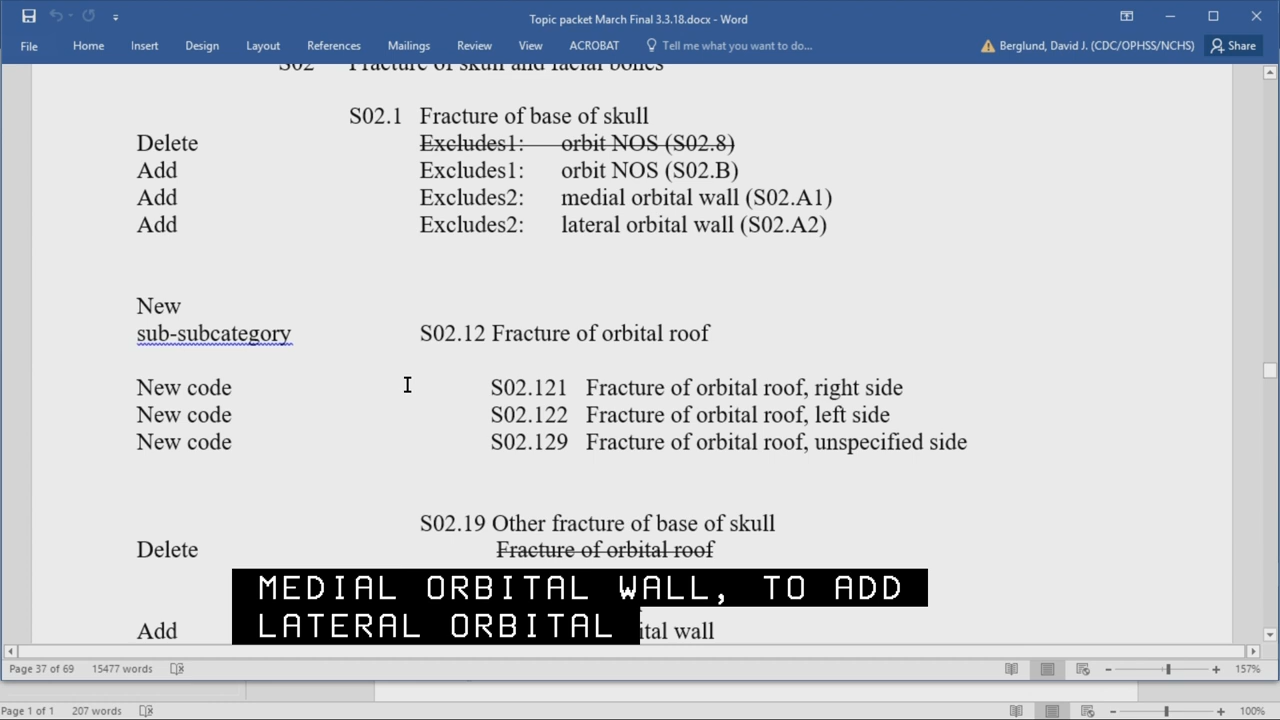 Topic packet March Final 3.3.18.docx - Word
File Home Insert Design Layout References Mailings Review View ACROBAT Tell me what you want to do... Berglund, David J. (CDC/OPHSS/NCHS) Share
S02 Fracture of skull and facial bones
S02.1 Fracture of base of skull
Delete Excludes1: orbit NOS (S02.8)
Add Excludes1: orbit NOS (S02.B)
Add Excludes2: medial orbital wall (S02.A1)
Add Excludes2: lateral orbital wall (S02.A2)
New
sub-subcategory S02.12 Fracture of orbital roof
New code S02.121 Fracture of orbital roof, right side
New code S02.122 Fracture of orbital roof, left side
New code S02.129 Fracture of orbital roof, unspecified side
S02.19 Other fracture of base of skull
Delete Fracture of orbital roof
MEDIAL ORBITAL WALL, TO ADD
LATERAL ORBITAL
Add ital wall
Page 37 of 69 15477 words 157%
Page 1 of 1 207 words 100%